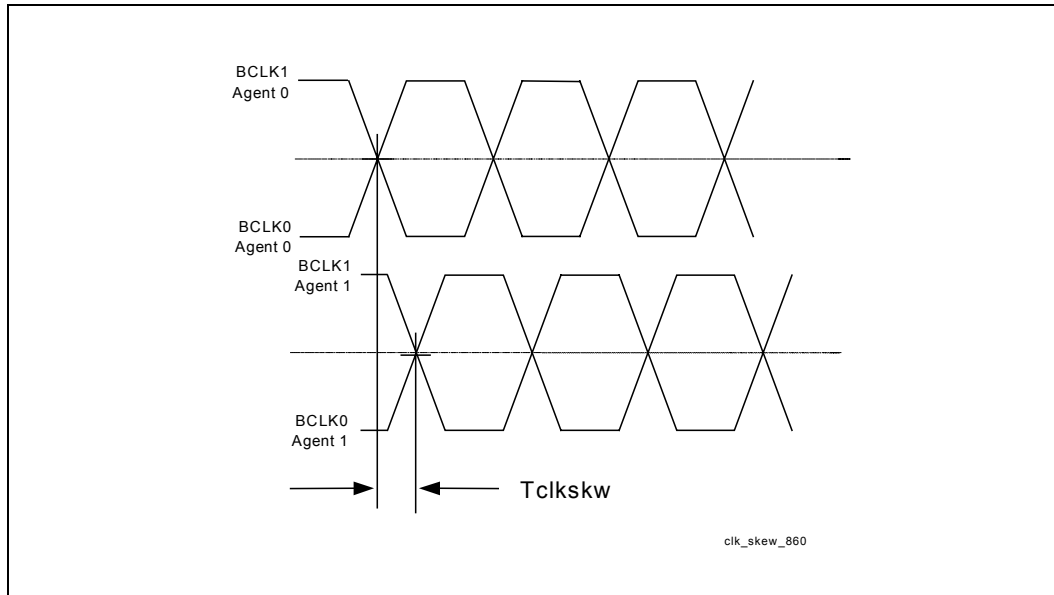 BCLK1
Agent 0
BCLK0
Agent 0
BCLK1
Agent 1
BCLK0
Agent 1
Tclkskw
clk_skew_860